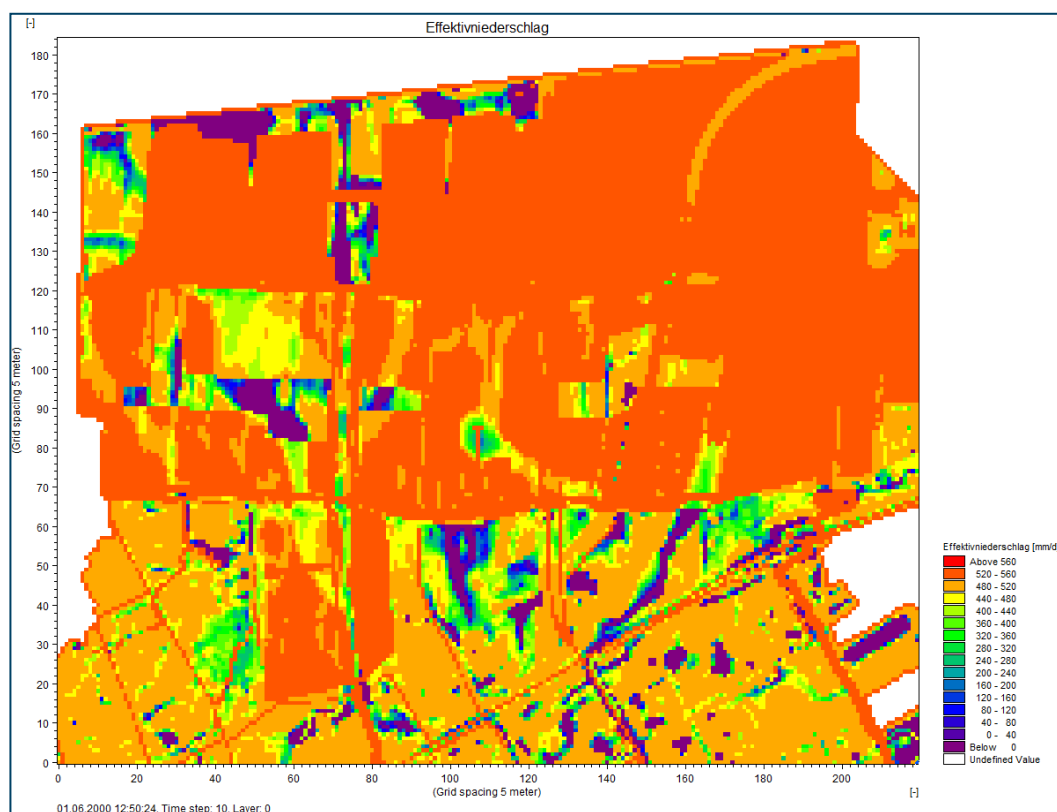 [-]
Effektivniederschlag
180
170
160
150
140
130
120
110
100
90
80
70
60
50
40
30
20
10
0
(Grid spacing 5 meter)
0 20 40 60 80 100 120 140 160 180 200
(Grid spacing 5 meter)
[-]
01.06.2000 12:50:24, Time step: 10, Layer: 0
Effektivniederschlag [mm/d
Above 560
520 - 560
480 - 520
440 - 480
400 - 440
360 - 400
320 - 360
280 - 320
240 - 280
200 - 240
160 - 200
120 - 160
80 - 120
40 - 80
0 - 40
Below 0
Undefined Value